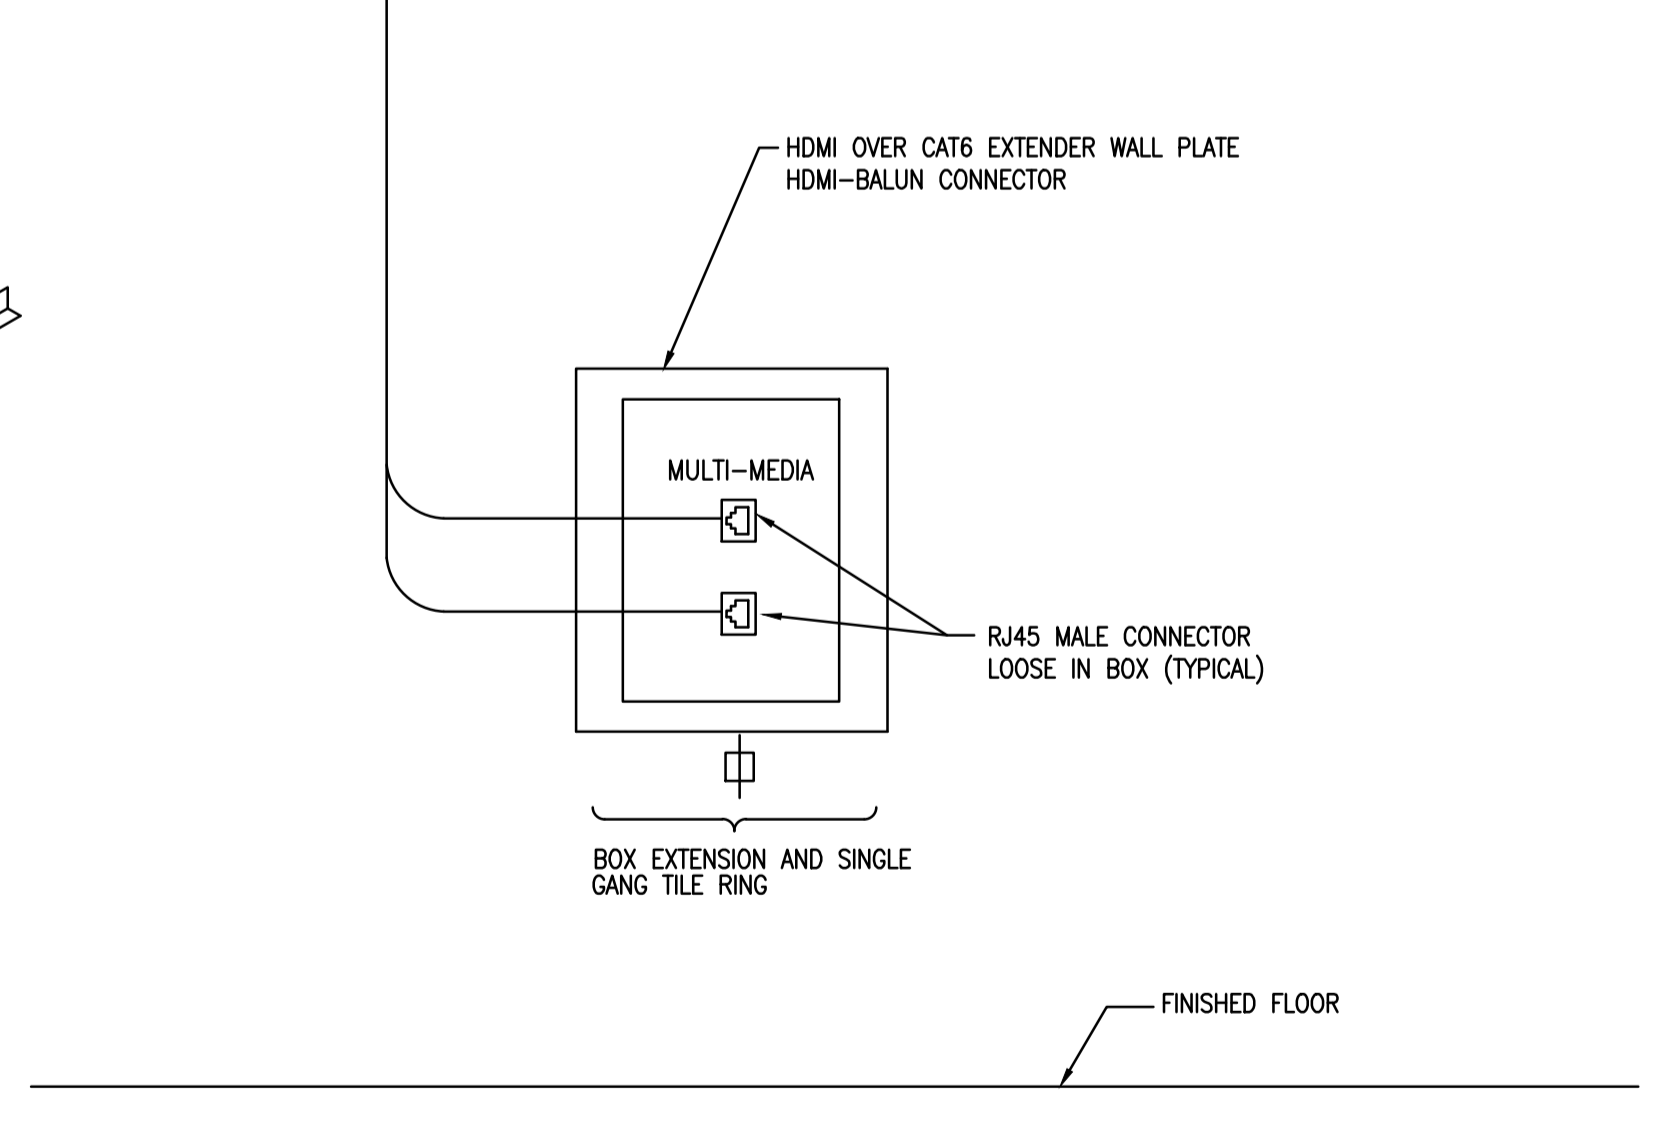 HDMI OVER CAT6 EXTENDER WALL PLATE
HDMI-BALUN CONNECTOR
MULTI-MEDIA
RJ45 MALE CONNECTOR
LOOSE IN BOX (TYPICAL)
BOX EXTENSION AND SINGLE
GANG TILE RING
FINISHED FLOOR